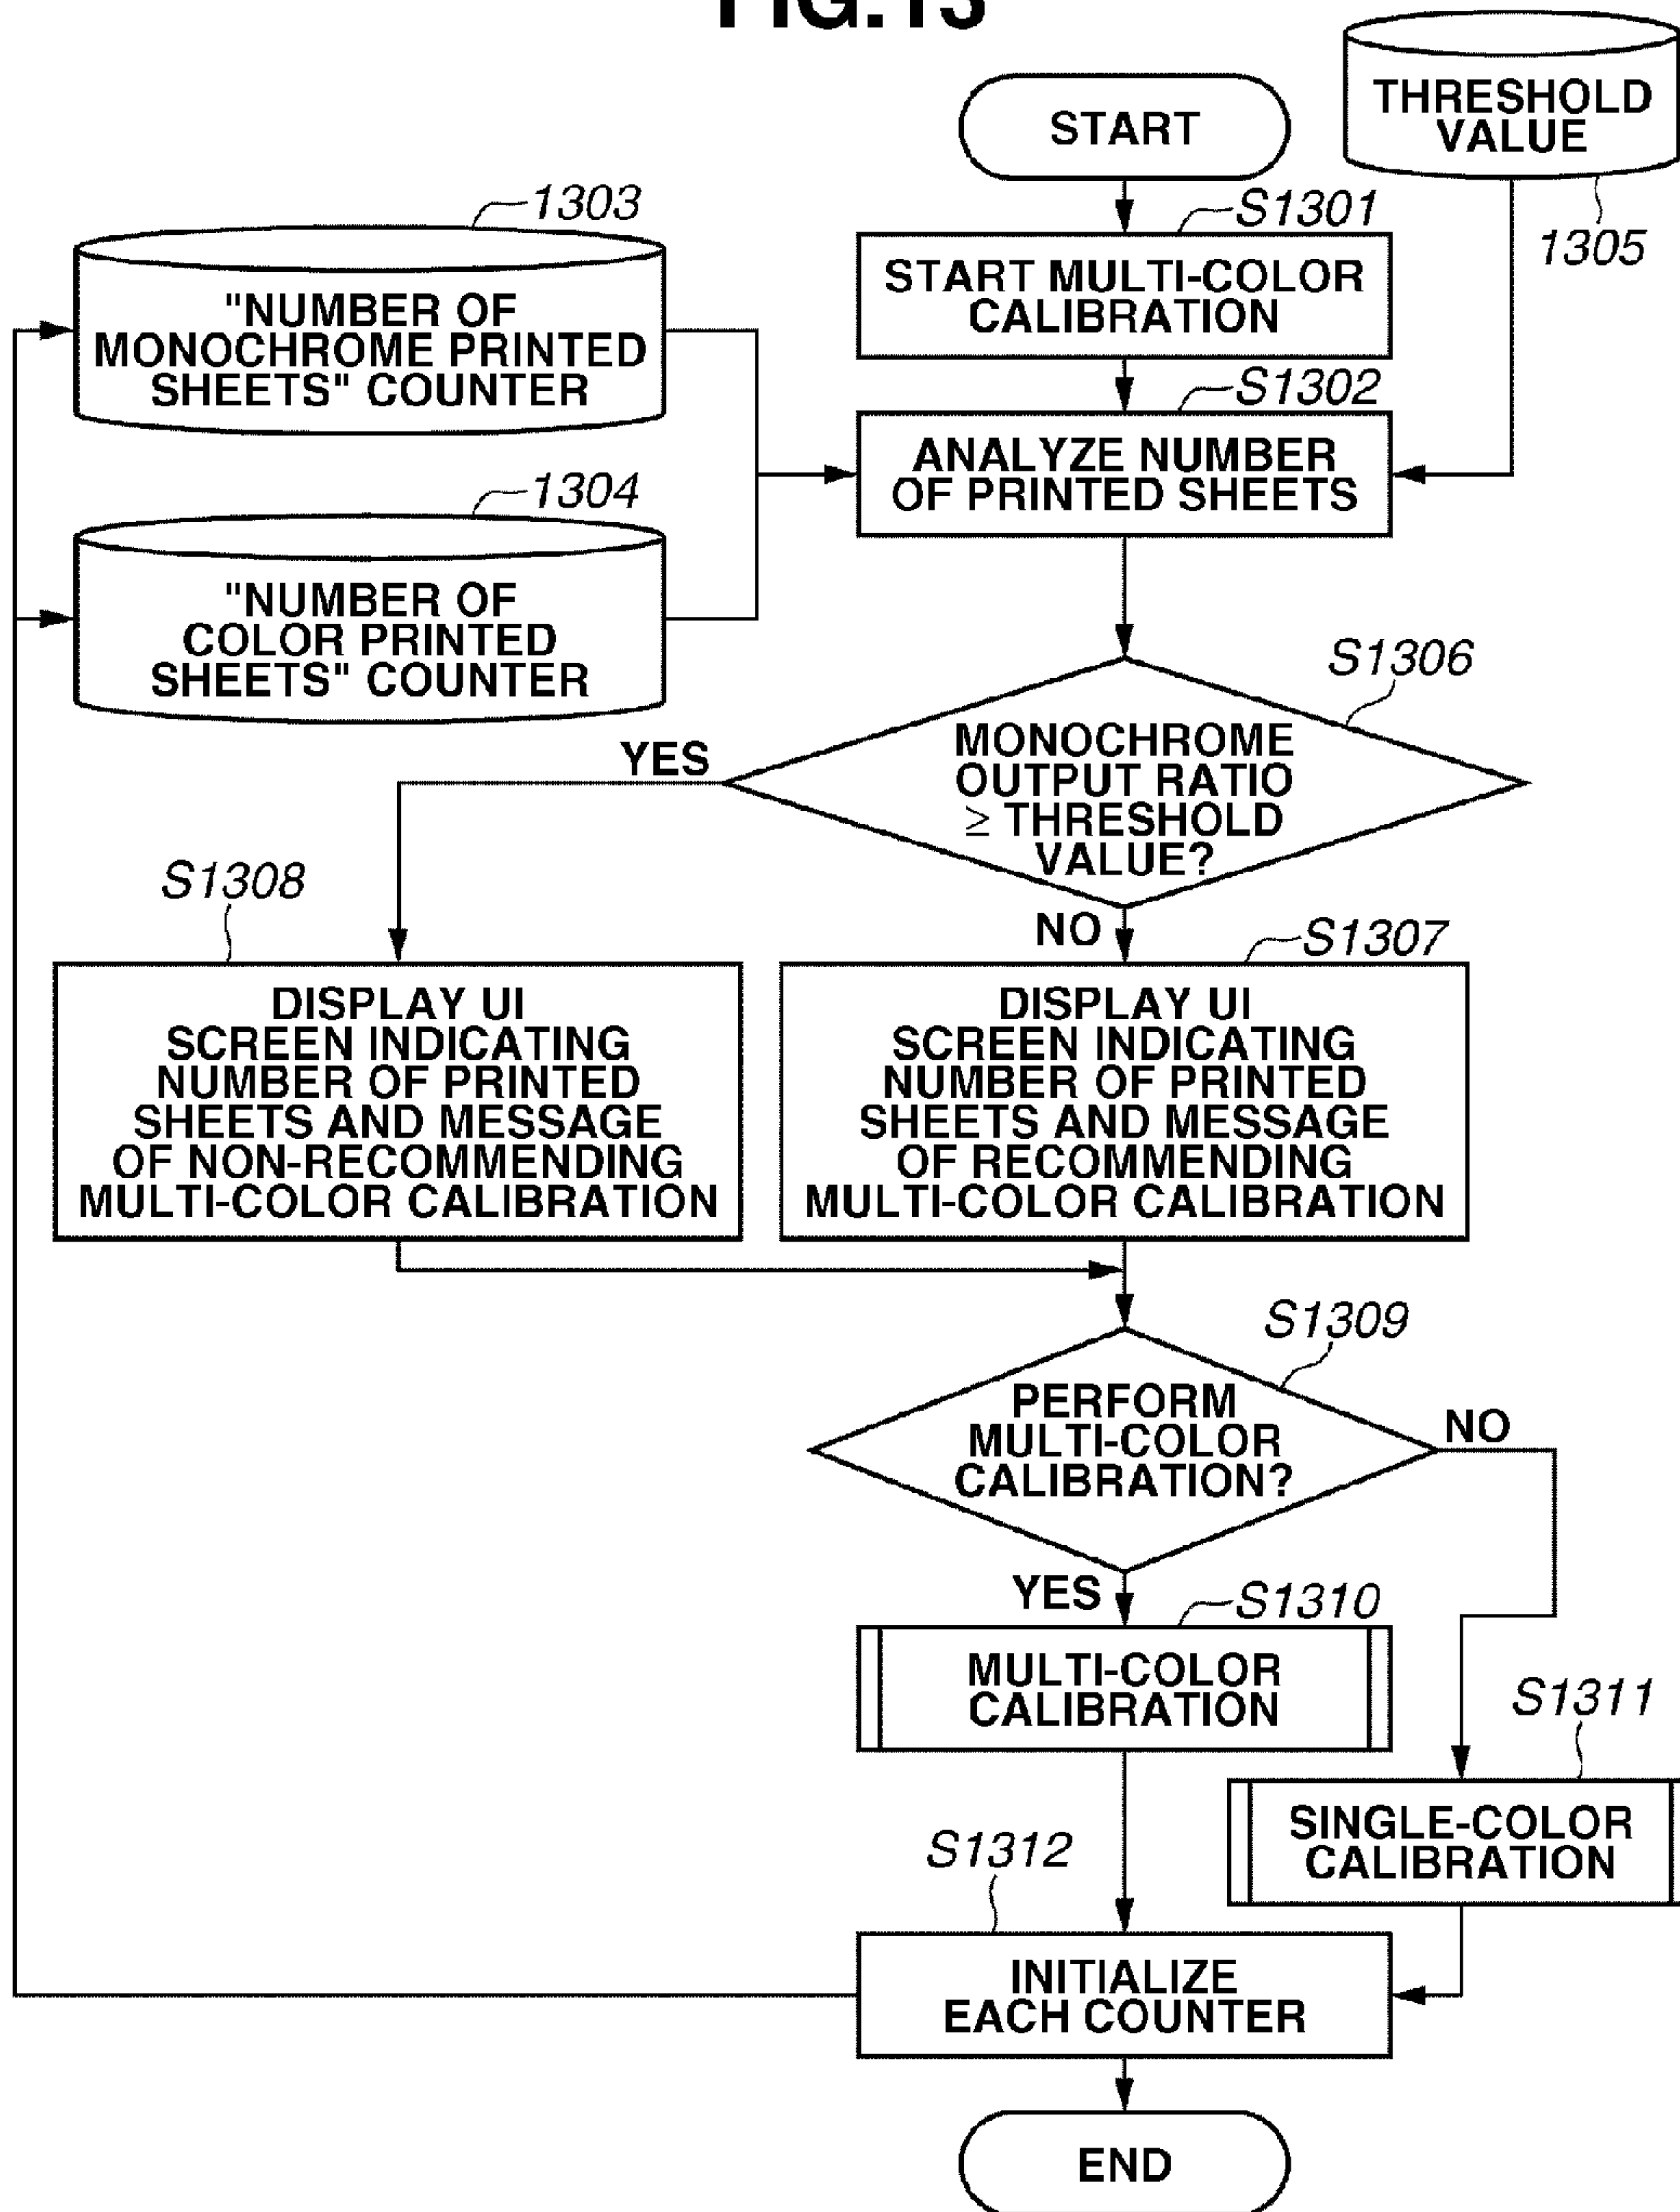 FIG.13
THRESHOLD
VALUE
1305
START
S1301
START MULTI-COLOR
CALIBRATION
1303
"NUMBER OF
MONOCHROME PRINTED
SHEETS" COUNTER
S1302
ANALYZE NUMBER
OF PRINTED SHEETS
1304
"NUMBER OF
COLOR PRINTED
SHEETS" COUNTER
S1306
MONOCHROME
OUTPUT RATIO
≥ THRESHOLD
VALUE?
YES
NO
S1308
DISPLAY UI
SCREEN INDICATING
NUMBER OF PRINTED
SHEETS AND MESSAGE
OF NON-RECOMMENDING
MULTI-COLOR CALIBRATION
S1307
DISPLAY UI
SCREEN INDICATING
NUMBER OF PRINTED
SHEETS AND MESSAGE
OF RECOMMENDING
MULTI-COLOR CALIBRATION
S1309
PERFORM
MULTI-COLOR
CALIBRATION?
NO
YES
S1310
MULTI-COLOR
CALIBRATION
S1311
SINGLE-COLOR
CALIBRATION
S1312
INITIALIZE
EACH COUNTER
END